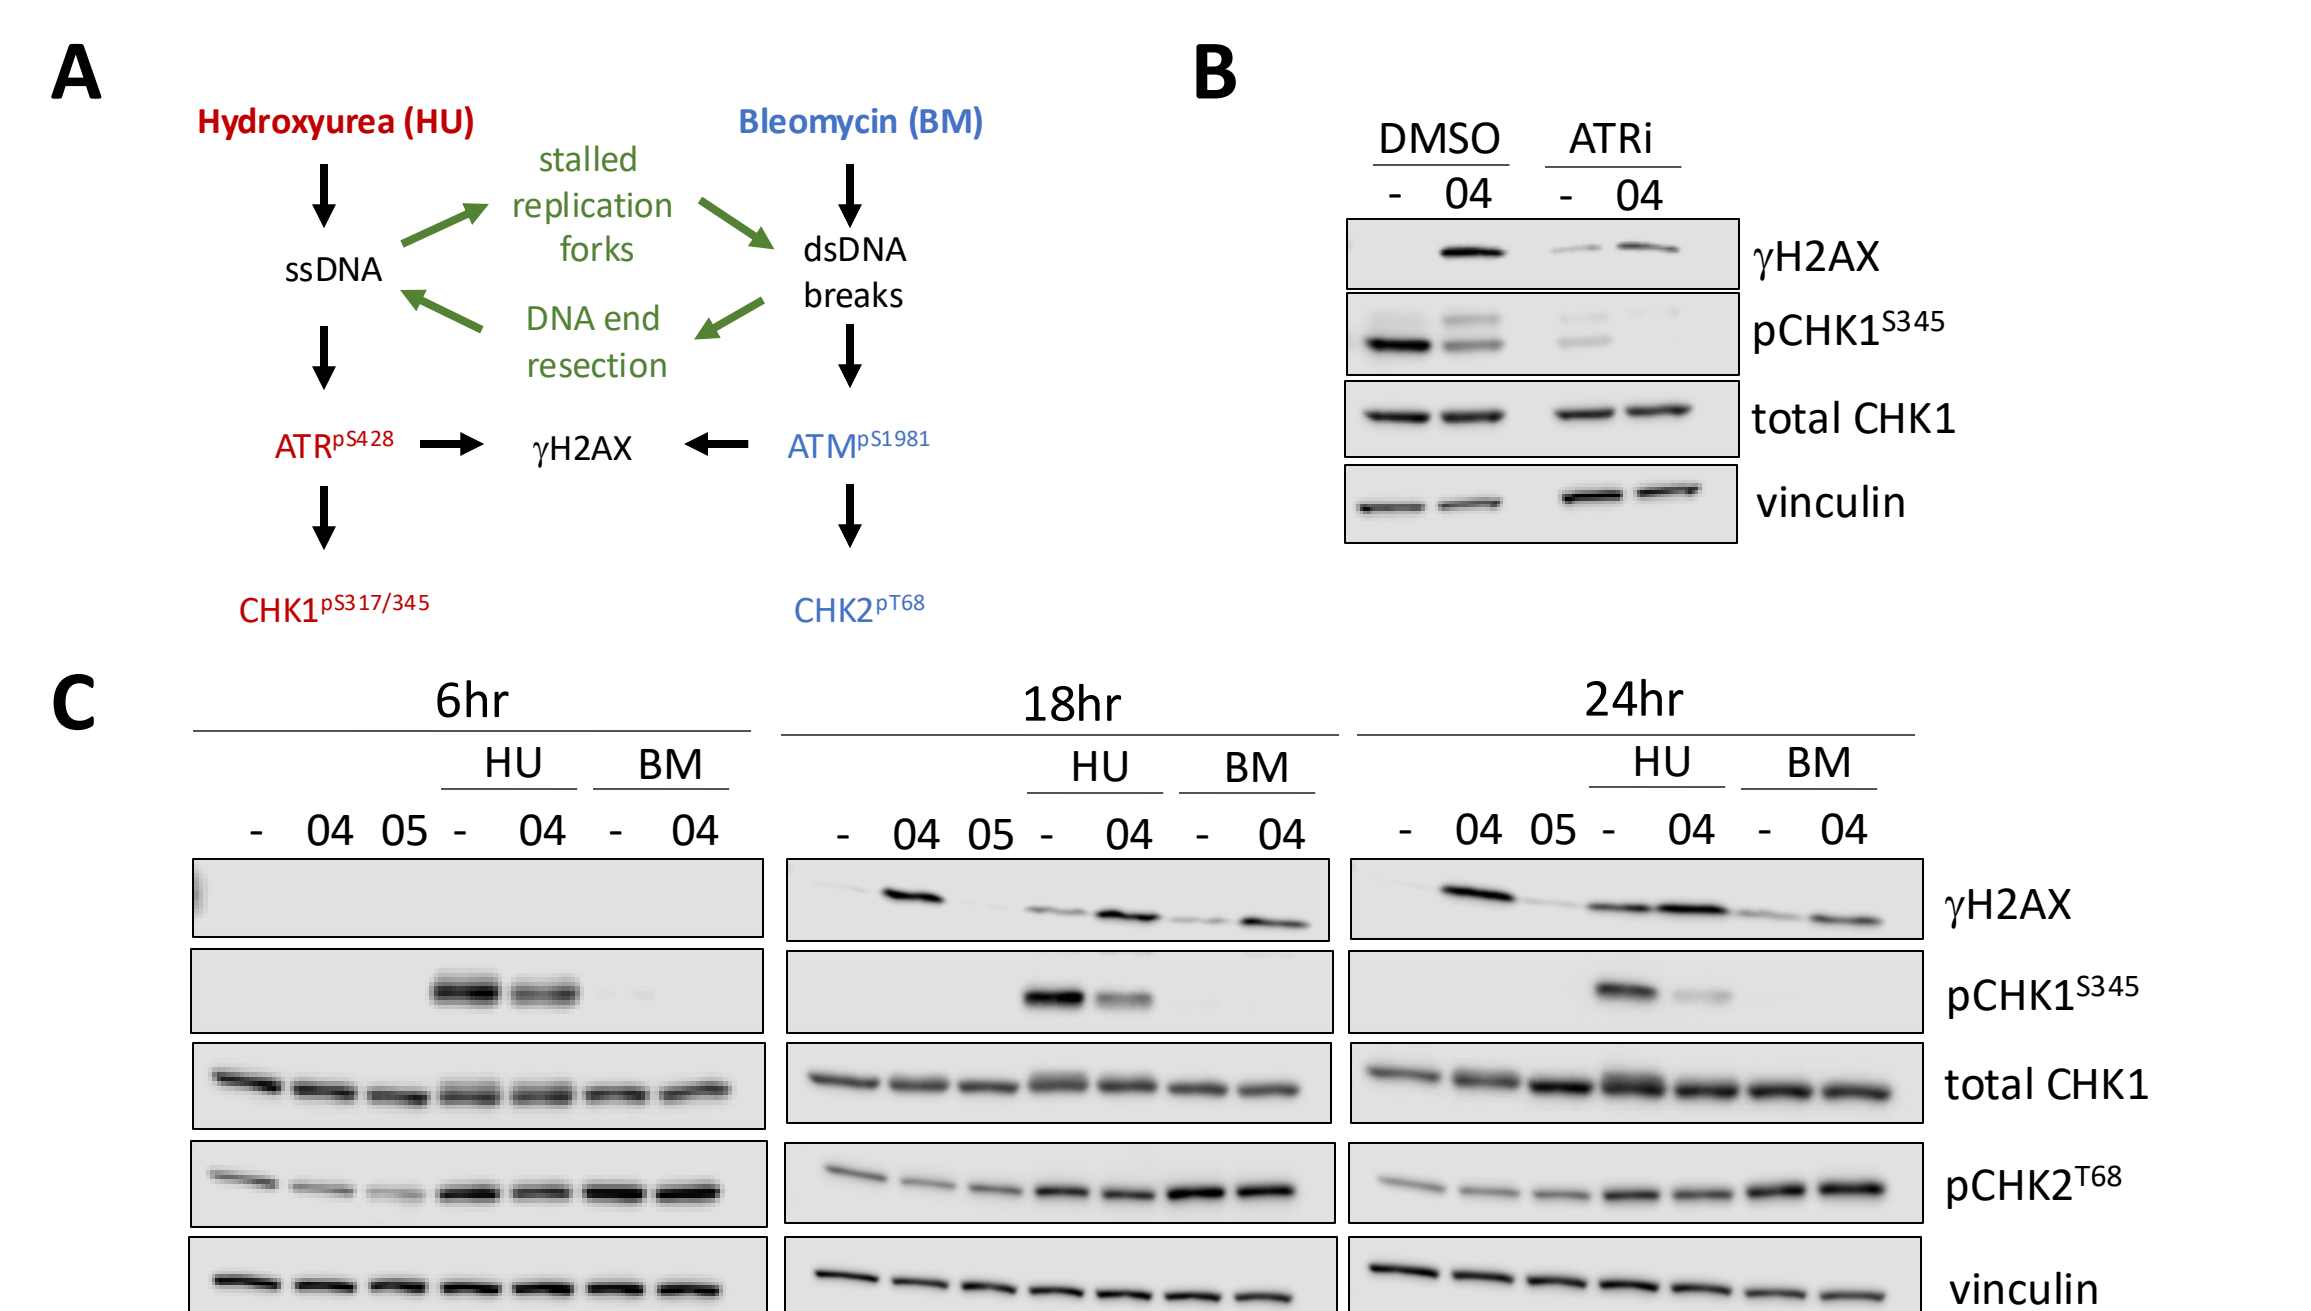 A
B
Hydroxyurea (HU)
Bleomycin (BM)
stalled
replication
forks
ssDNA
dsDNA
breaks
DNA end
resection
ATRpS428
γH2AX
ATMpS1981
CHK1pS317/345
CHK2pT68
DMSO ATRi
- 04 - 04
γH2AX
pCHK1S345
total CHK1
vinculin
C
6hr 18hr 24hr
HU BM HU BM HU BM
- 04 05 - 04 - 04 - 04 05 - 04 - 04 - 04 05 - 04 - 04
γH2AX
pCHK1S345
total CHK1
pCHK2T68
vinculin